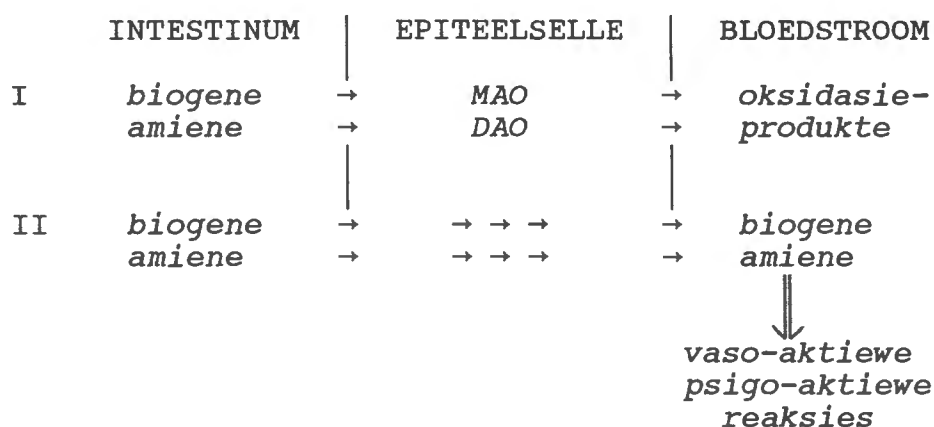 INTESTINUM | EPITEELSELLE | BLOEDSTROOM
I biogene → MAO → oksidasie-
amiene → DAO → produkte
II biogene → → → → → biogene
amiene → → → → → amiene
vaso-aktiewe
psigo-aktiewe
reaksies